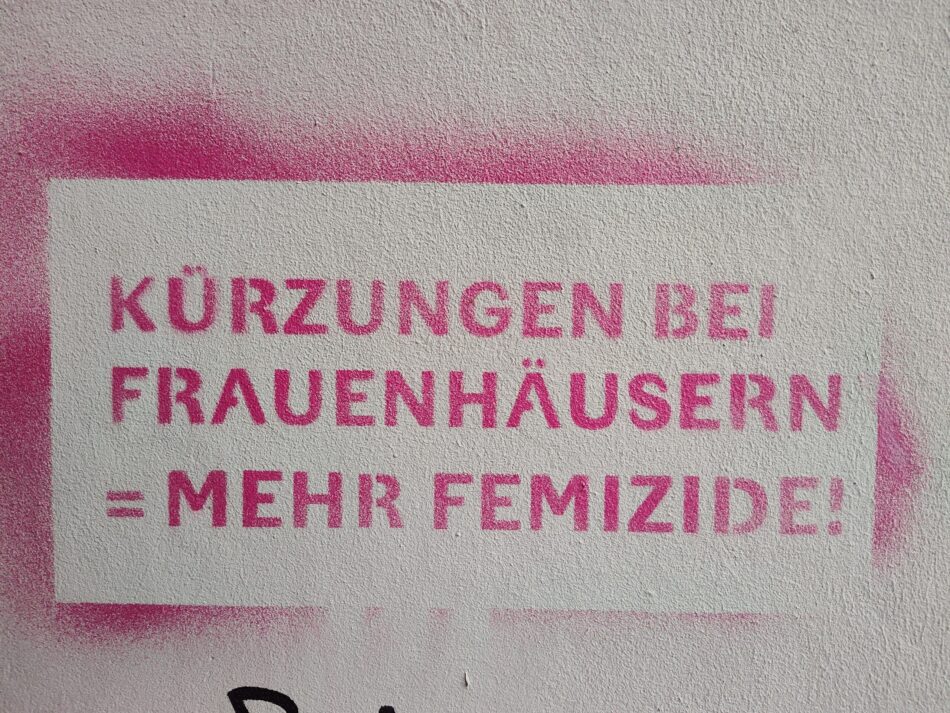 KÜRZUNGEN BEI
FRAUENHÄUSERN
= MEHR FEMIZIDE!